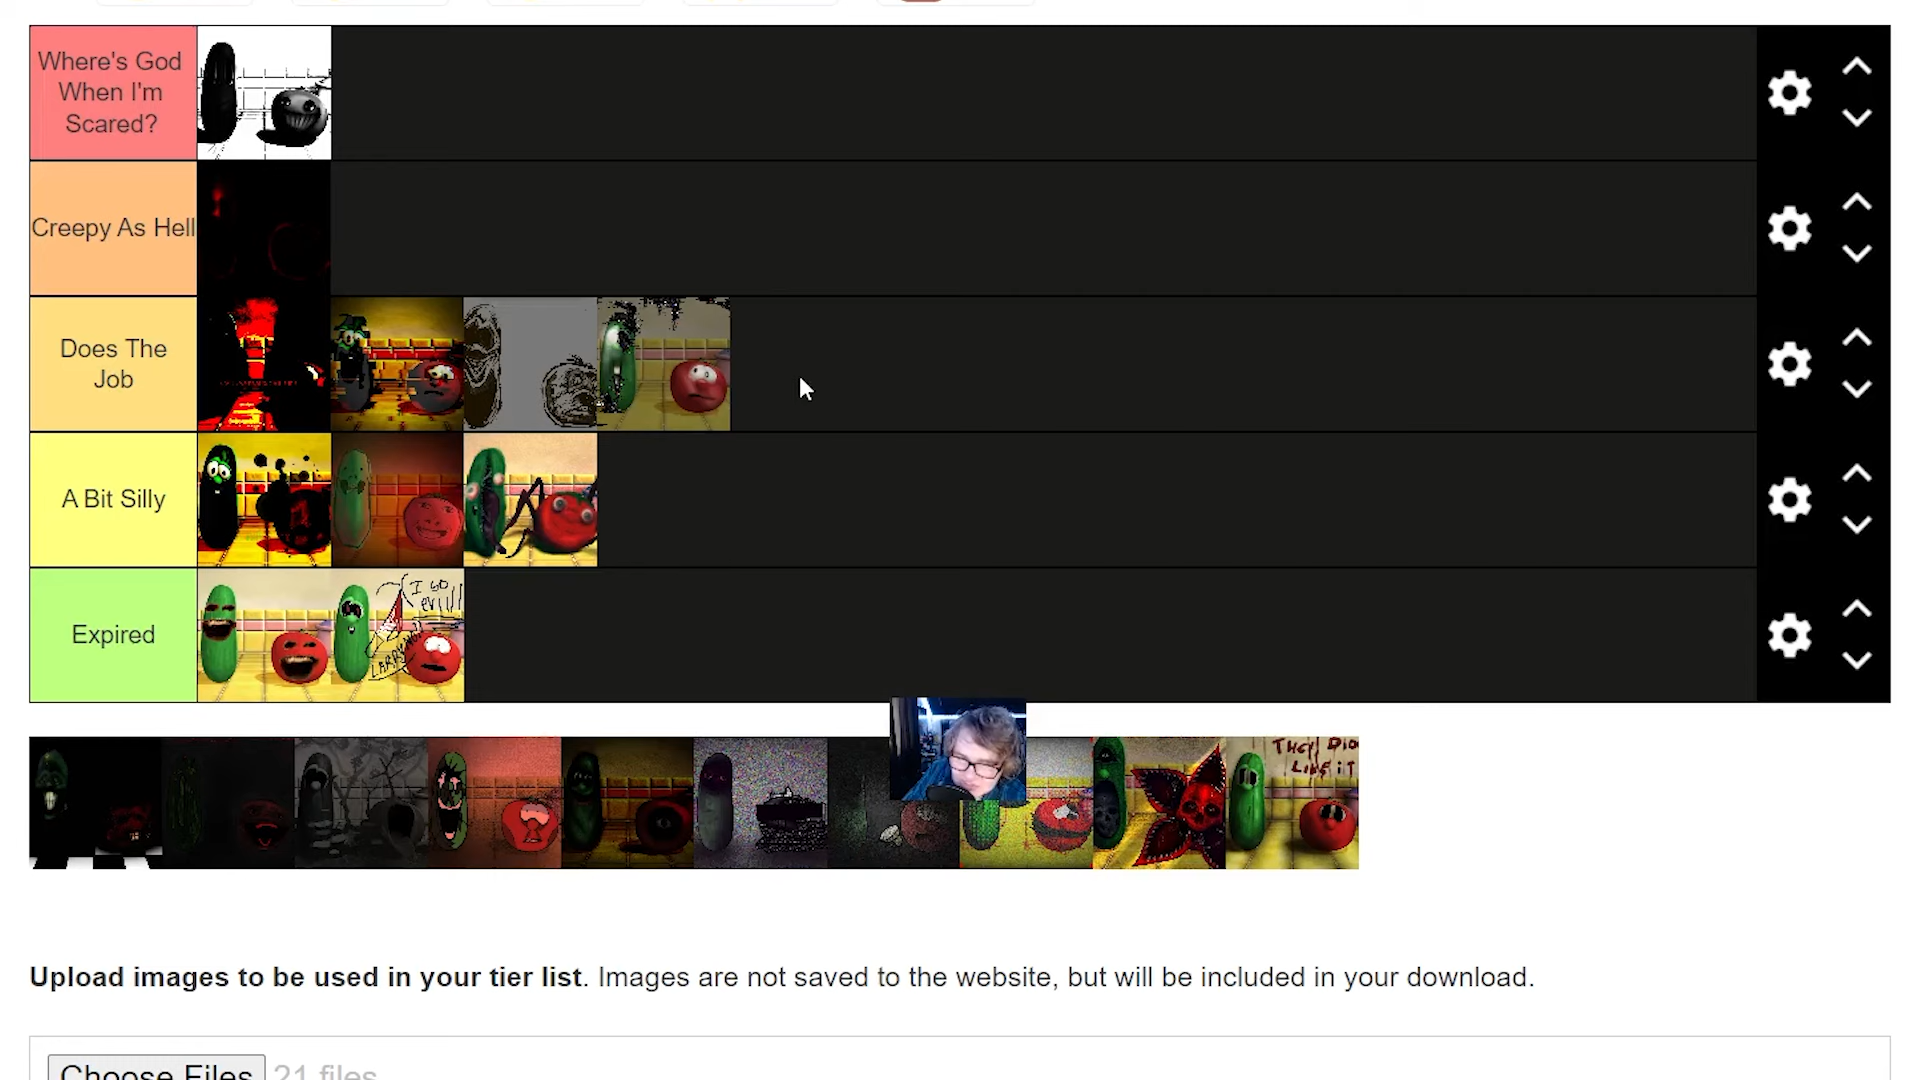 Where's God
When I'm
Scared?
Creepy As Hell
Does The
Job
A Bit Silly
Expired
I GO
EVIL!!
LARRY NO!!
THEY DID
LIKE IT
Upload images to be used in your tier list. Images are not saved to the website, but will be included in your download.
Choose Files 21 files